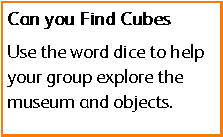 Can you Find Cubes
Use the word dice to help
your group explore the
museum and objects.